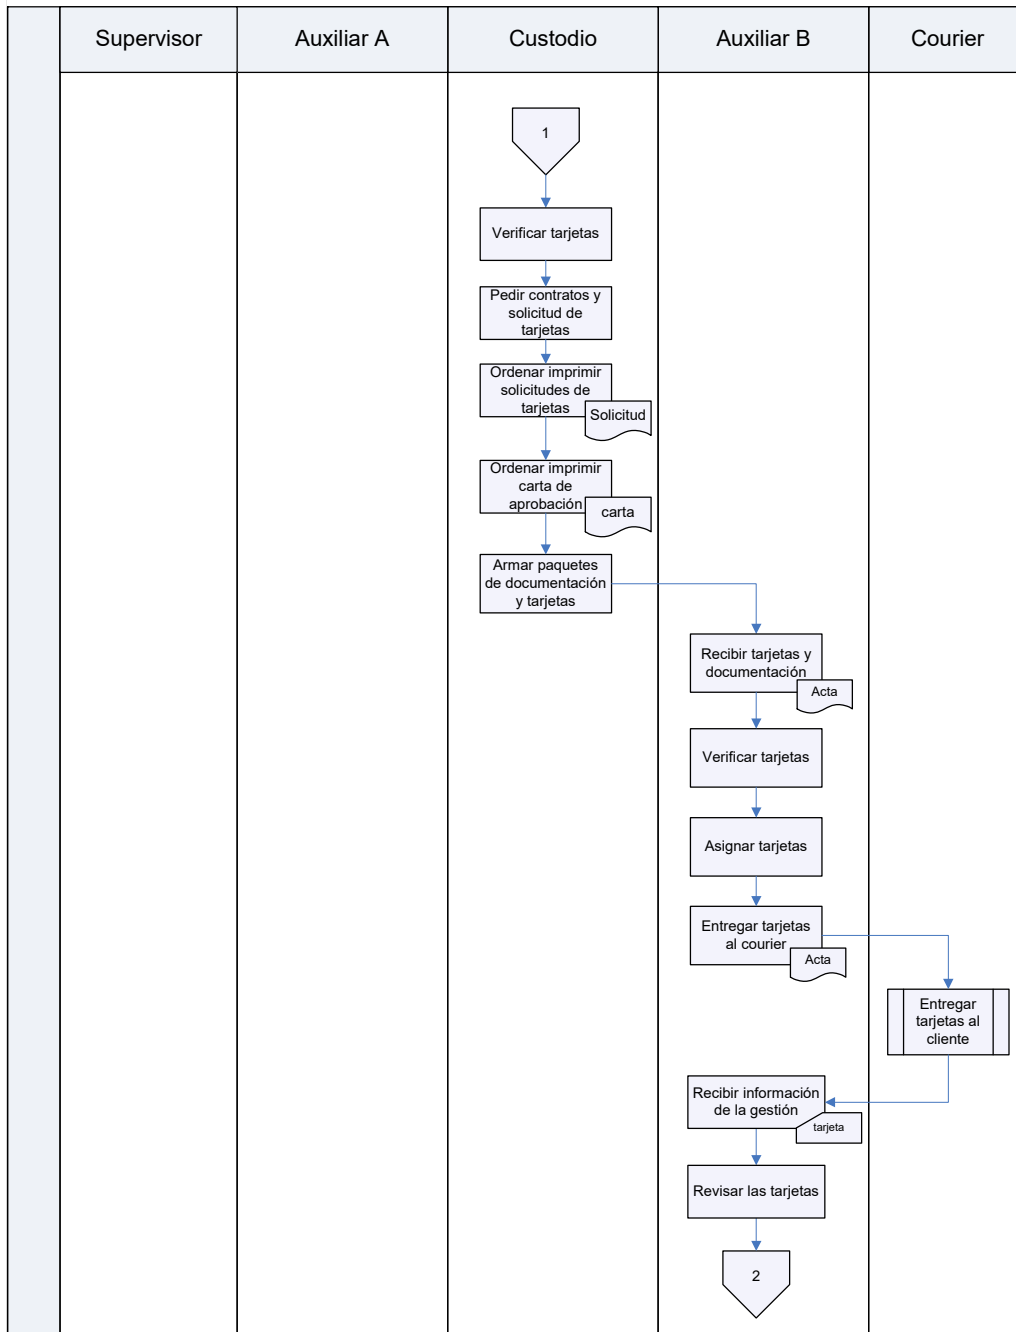 Supervisor
Auxiliar A
Custodio
Auxiliar B
Courier
1
Verificar tarjetas
Pedir contratos y
solicitud de
tarjetas
Ordenar imprimir
solicitudes de
tarjetas
Solicitud
Ordenar imprimir
carta de
aprobación
carta
Armar paquetes
de documentación
y tarjetas
Recibir tarjetas y
documentación
Acta
Verificar tarjetas
Asignar tarjetas
Entregar tarjetas
al courier
Acta
Entregar
tarjetas al
cliente
Recibir información
de la gestión
tarjeta
Revisar las tarjetas
2